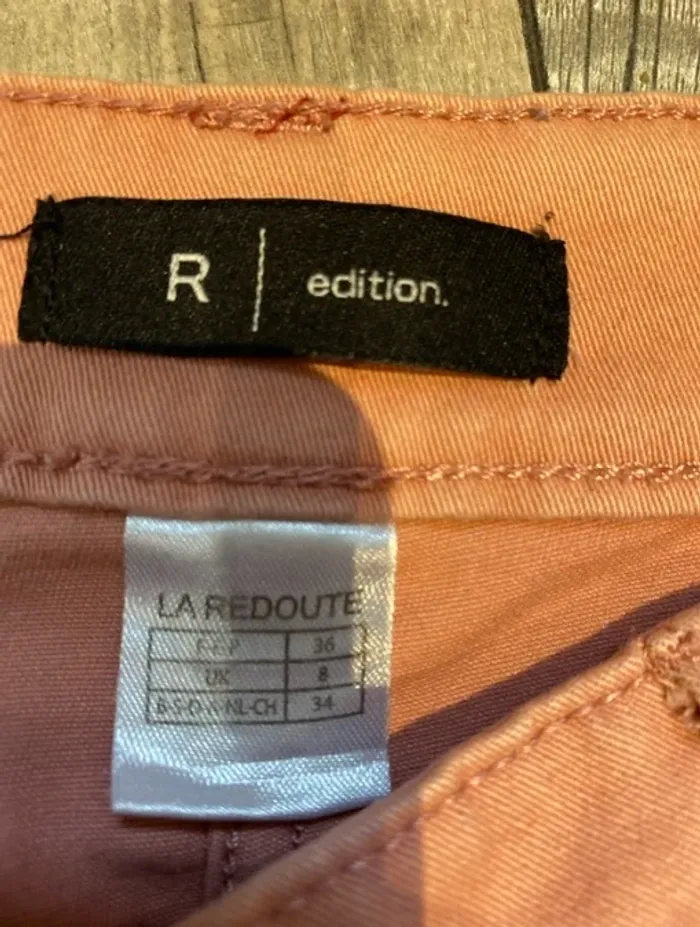 R | edition.
LA REDOUTE
F-E-P 36
UK 8
B-S-D-A-NL-CH 34